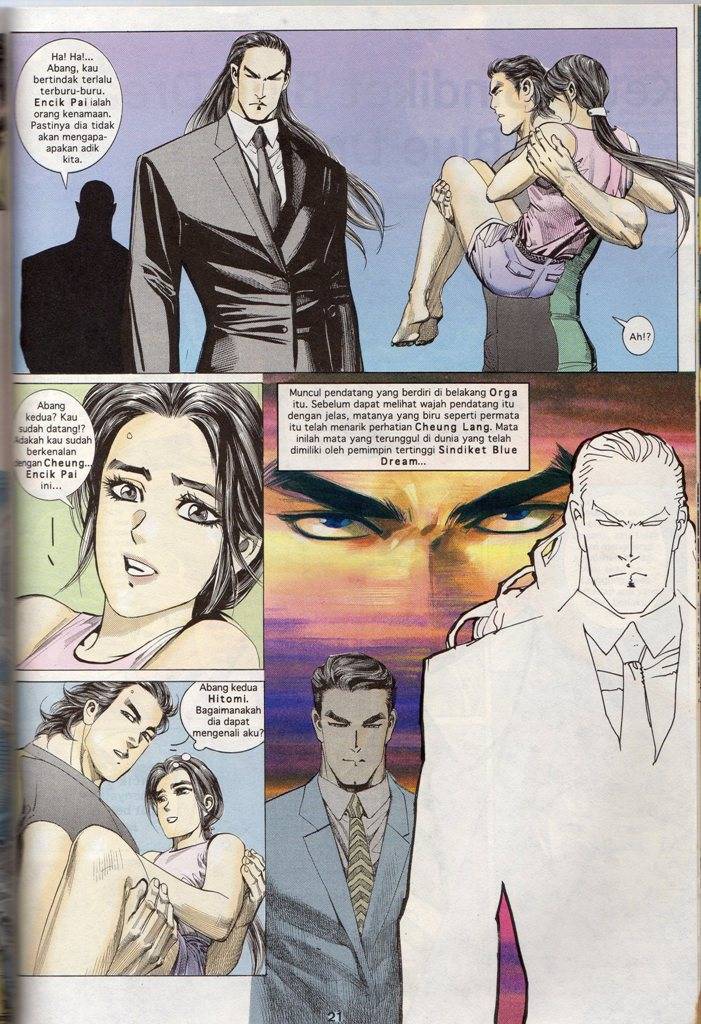 Ha! Ha!...
Abang, kau
bertindak terlalu
terburu-buru.
Encik Pai ialah
orang kenamaan.
Pastinya dia tidak
akan mengapa-
apakan adik
kita.
Ah!?
Abang
kedua? Kau
sudah datang!?
Adakah kau sudah
berkenalan
dengan Cheung...
Encik Pai
ini...
Muncul pendatang yang berdiri di belakang Orga
itu. Sebelum dapat melihat wajah pendatang itu
dengan jelas, matanya yang biru seperti permata
itu telah menarik perhatian Cheung Lang. Mata
inilah mata yang terunggul di dunia yang telah
dimiliki oleh pemimpin tertinggi Sindiket Blue
Dream...
Abang kedua
Hitomi.
Bagaimanakah
dia dapat
mengenali aku?
21